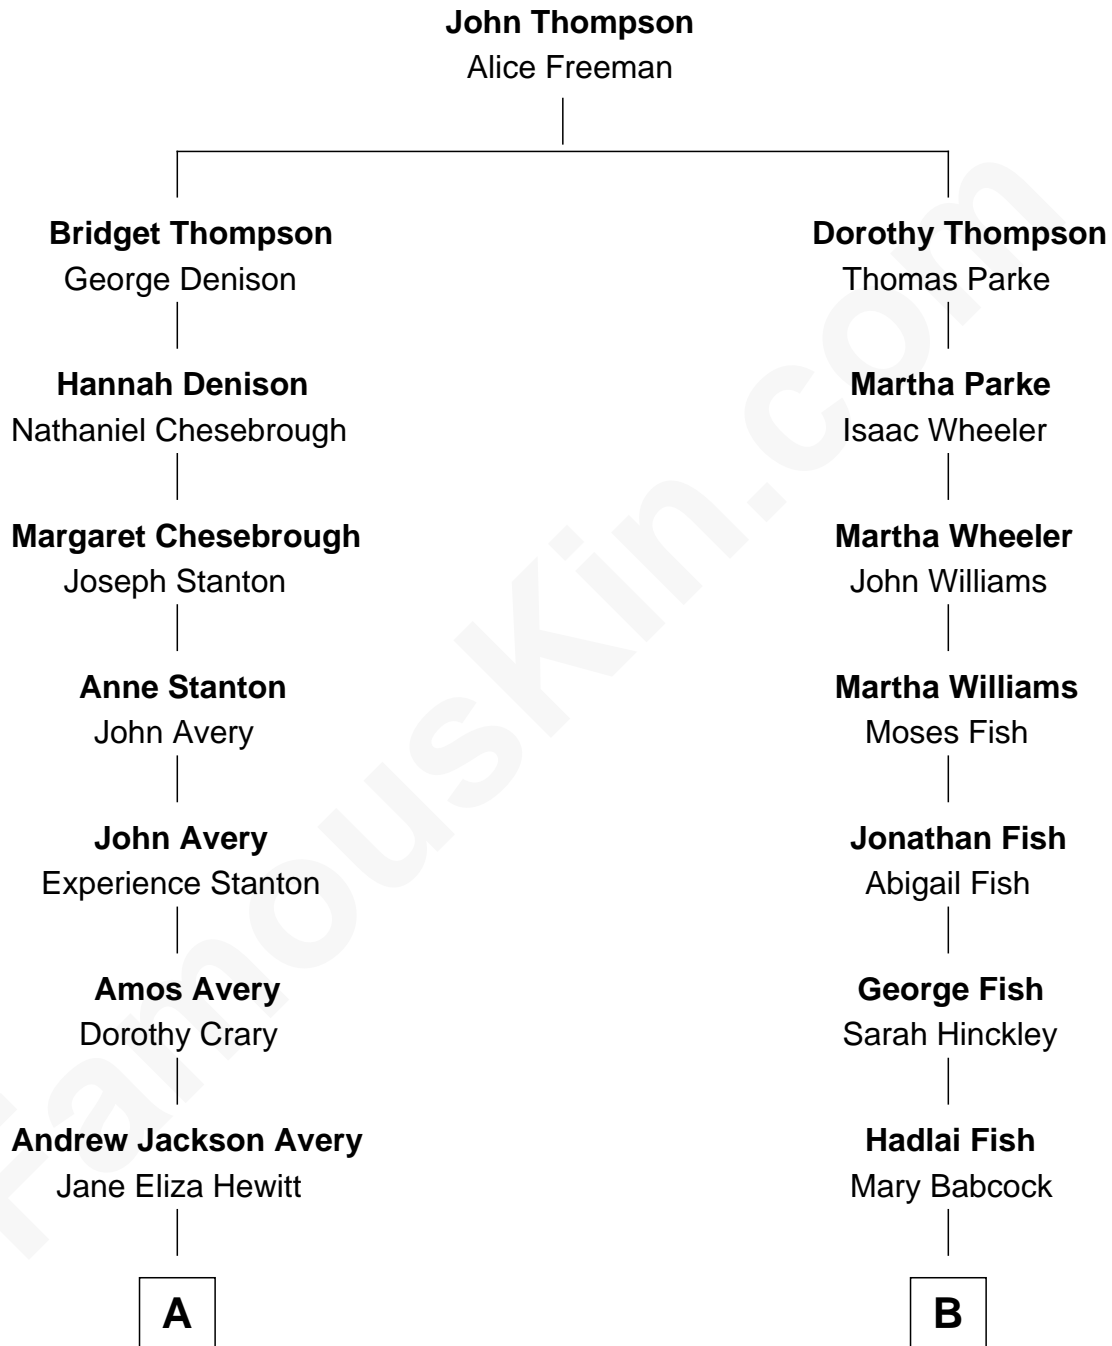 John Thompson
Alice Freeman
Bridget Thompson
George Denison
Hannah Denison
Nathaniel Chesebrough
Margaret Chesebrough
Joseph Stanton
Anne Stanton
John Avery
John Avery
Experience Stanton
Amos Avery
Dorothy Crary
Andrew Jackson Avery
Jane Eliza Hewitt
A
Dorothy Thompson
Thomas Parke
Martha Parke
Isaac Wheeler
Martha Wheeler
John Williams
Martha Williams
Moses Fish
Jonathan Fish
Abigail Fish
George Fish
Sarah Hinckley
Hadlai Fish
Mary Babcock
B
FamousKin.com